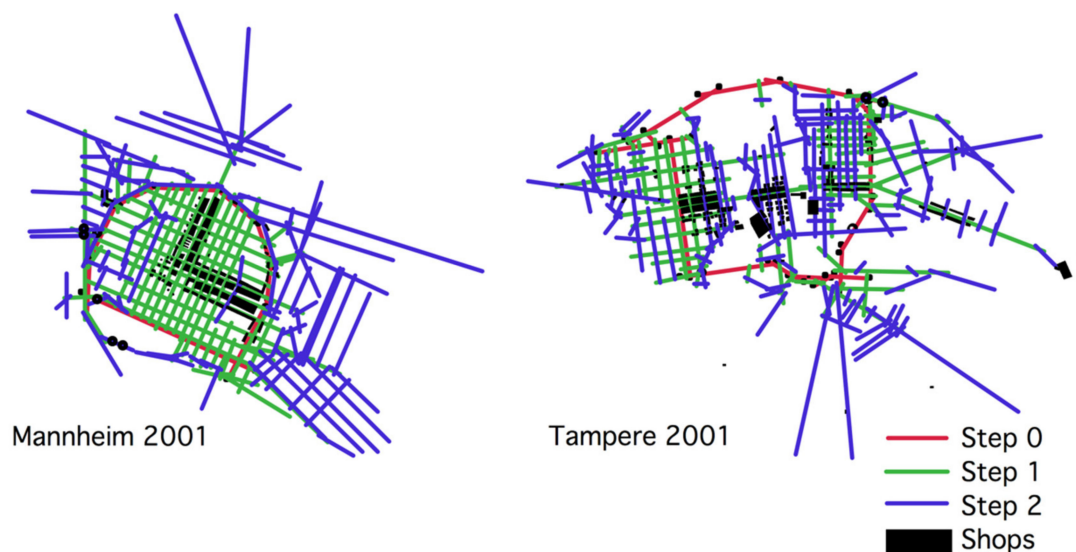 Mannheim 2001
Tampere 2001
Step 0
Step 1
Step 2
Shops